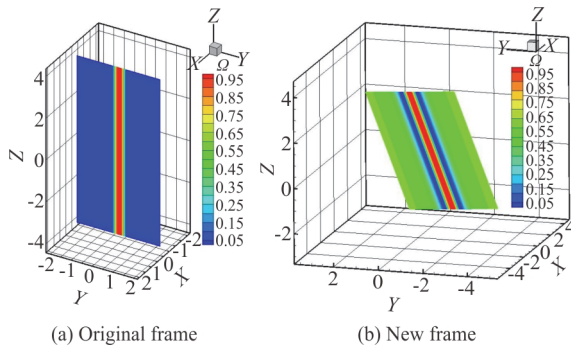 Z
X Y
Ω
0.95
0.85
0.75
0.65
0.55
0.45
0.35
0.25
0.15
0.05
4
2
0
-2
-4
Z
-2 -1 0 1 2
Y
2 1 0 -1 -2
X
(a) Original frame
Z
Y X
Ω
0.95
0.85
0.75
0.65
0.55
0.45
0.35
0.25
0.15
0.05
4
2
0
-2
Z
2 0 -2 -4
Y
-4 -2 0 2 4
X
(b) New frame